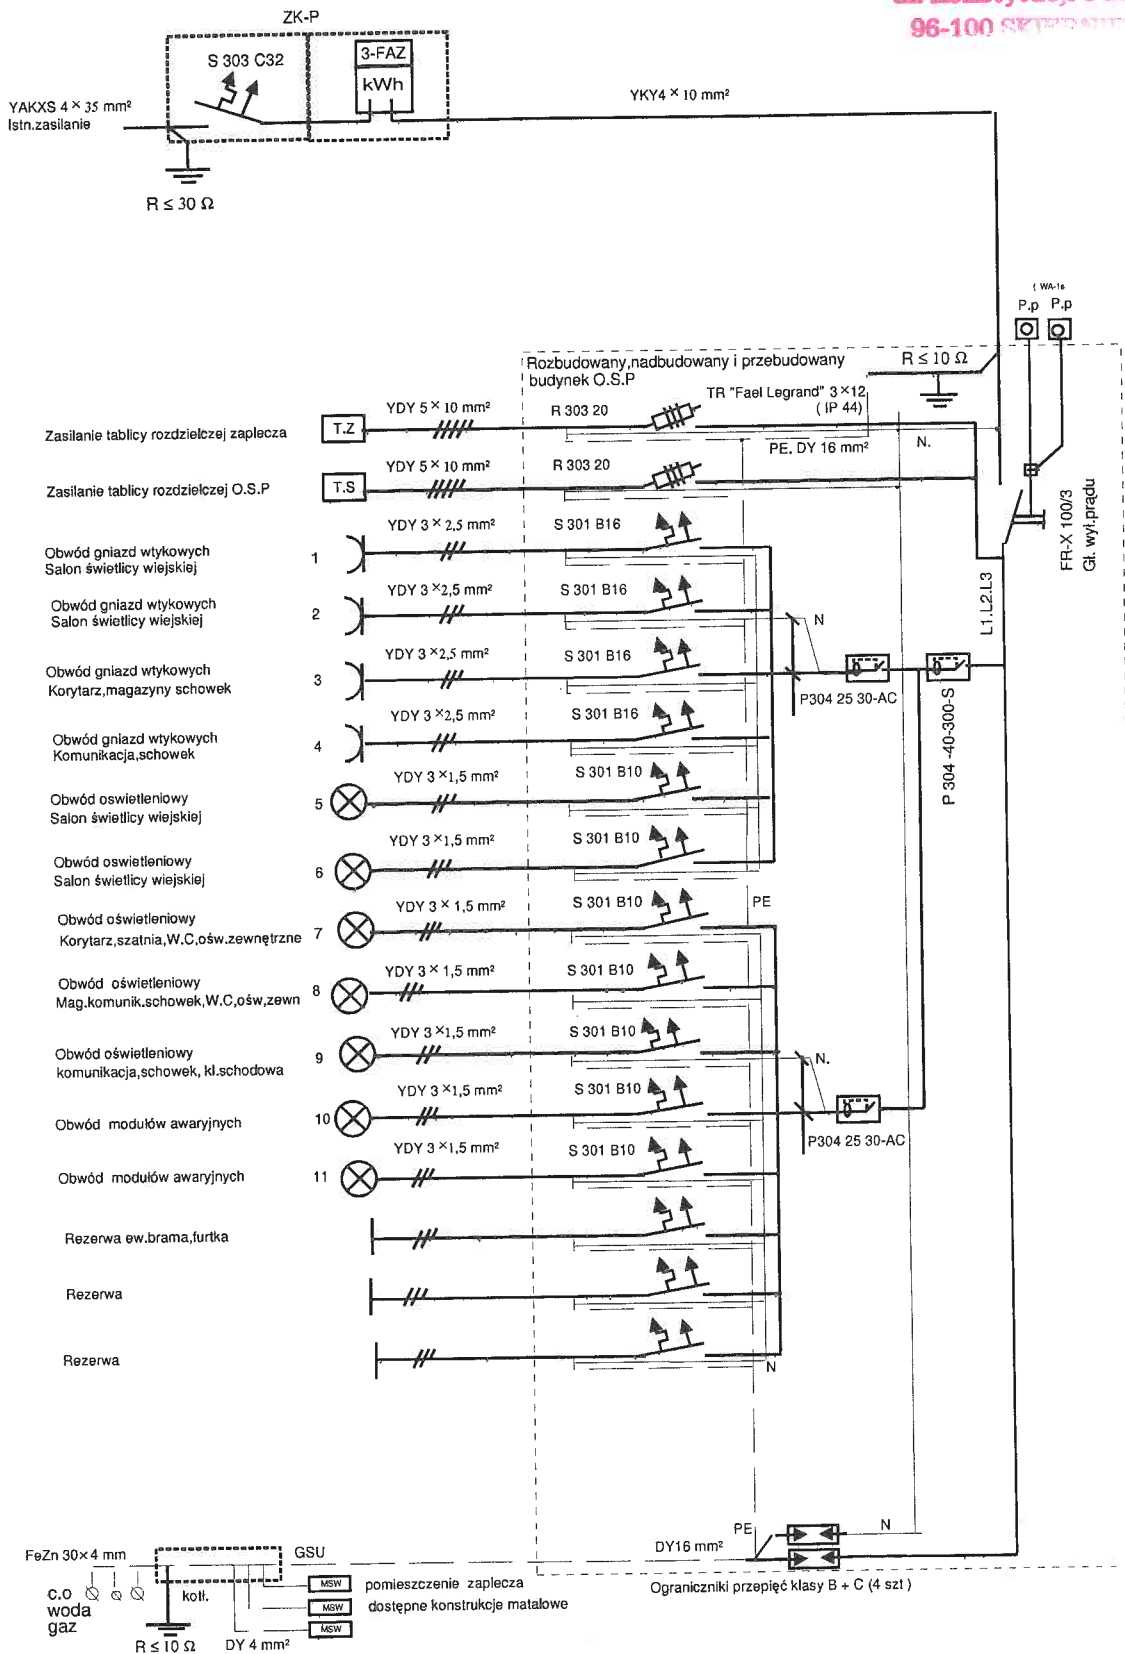 96-100
ZK-P
S 303 C32
3-FAZ
kWh
YAKXS 4 × 35 mm²
Istn.zasilanie
YKY4 × 10 mm²
R ≤ 30 Ω
( WA-1s
P.p P.p
Rozbudowany,nadbudowany i przebudowany
budynek O.S.P
R ≤ 10 Ω
TR "Fael Legrand" 3 ×12
( IP 44)
Zasilanie tablicy rozdzielczej zaplecza
T.Z
YDY 5 × 10 mm²
R 303 20
PE. DY 16 mm²
N.
Zasilanie tablicy rozdzielczej O.S.P
T.S
YDY 5 × 10 mm²
R 303 20
FR-X 100/3
Gł. wył.prądu
L1.L2.L3
Obwód gniazd wtykowych
Salon świetlicy wiejskiej
1
YDY 3 × 2,5 mm²
S 301 B16
Obwód gniazd wtykowych
Salon świetlicy wiejskiej
2
YDY 3 ×2,5 mm²
S 301 B16
N
Obwód gniazd wtykowych
Korytarz,magazyny schowek
3
YDY 3 ×2,5 mm²
S 301 B16
P304 25 30-AC
P 304 -40-300-S
Obwód gniazd wtykowych
Komunikacja,schowek
4
YDY 3 ×2,5 mm²
S 301 B16
Obwód oswietleniowy
Salon świetlicy wiejskiej
5
YDY 3 ×1,5 mm²
S 301 B10
Obwód oswietleniowy
Salon świetlicy wiejskiej
6
YDY 3 ×1,5 mm²
S 301 B10
Obwód oświetleniowy
Korytarz,szatnia,W.C,ośw.zewnętrzne
7
YDY 3 × 1,5 mm²
S 301 B10
PE
Obwód oświetleniowy
Mag.komunik.schowek,W.C,ośw,zewn
8
YDY 3 × 1,5 mm²
S 301 B10
Obwód oświetleniowy
komunikacja,schowek, kl.schodowa
9
YDY 3 ×1,5 mm²
S 301 B10
N.
Obwód modułów awaryjnych
10
YDY 3 ×1,5 mm²
S 301 B10
P304 25 30-AC
Obwód modułów awaryjnych
11
YDY 3 ×1,5 mm²
S 301 B10
Rezerwa ew.brama,furtka
Rezerwa
Rezerwa
N
PE
N
DY16 mm²
Ograniczniki przepięć klasy B + C (4 szt )
FeZn 30×4 mm
GSU
c.o
woda
gaz
kotł.
R ≤ 10 Ω
DY 4 mm²
MSW
pomieszczenie zaplecza
MSW
dostępne konstrukcje matalowe
MSW